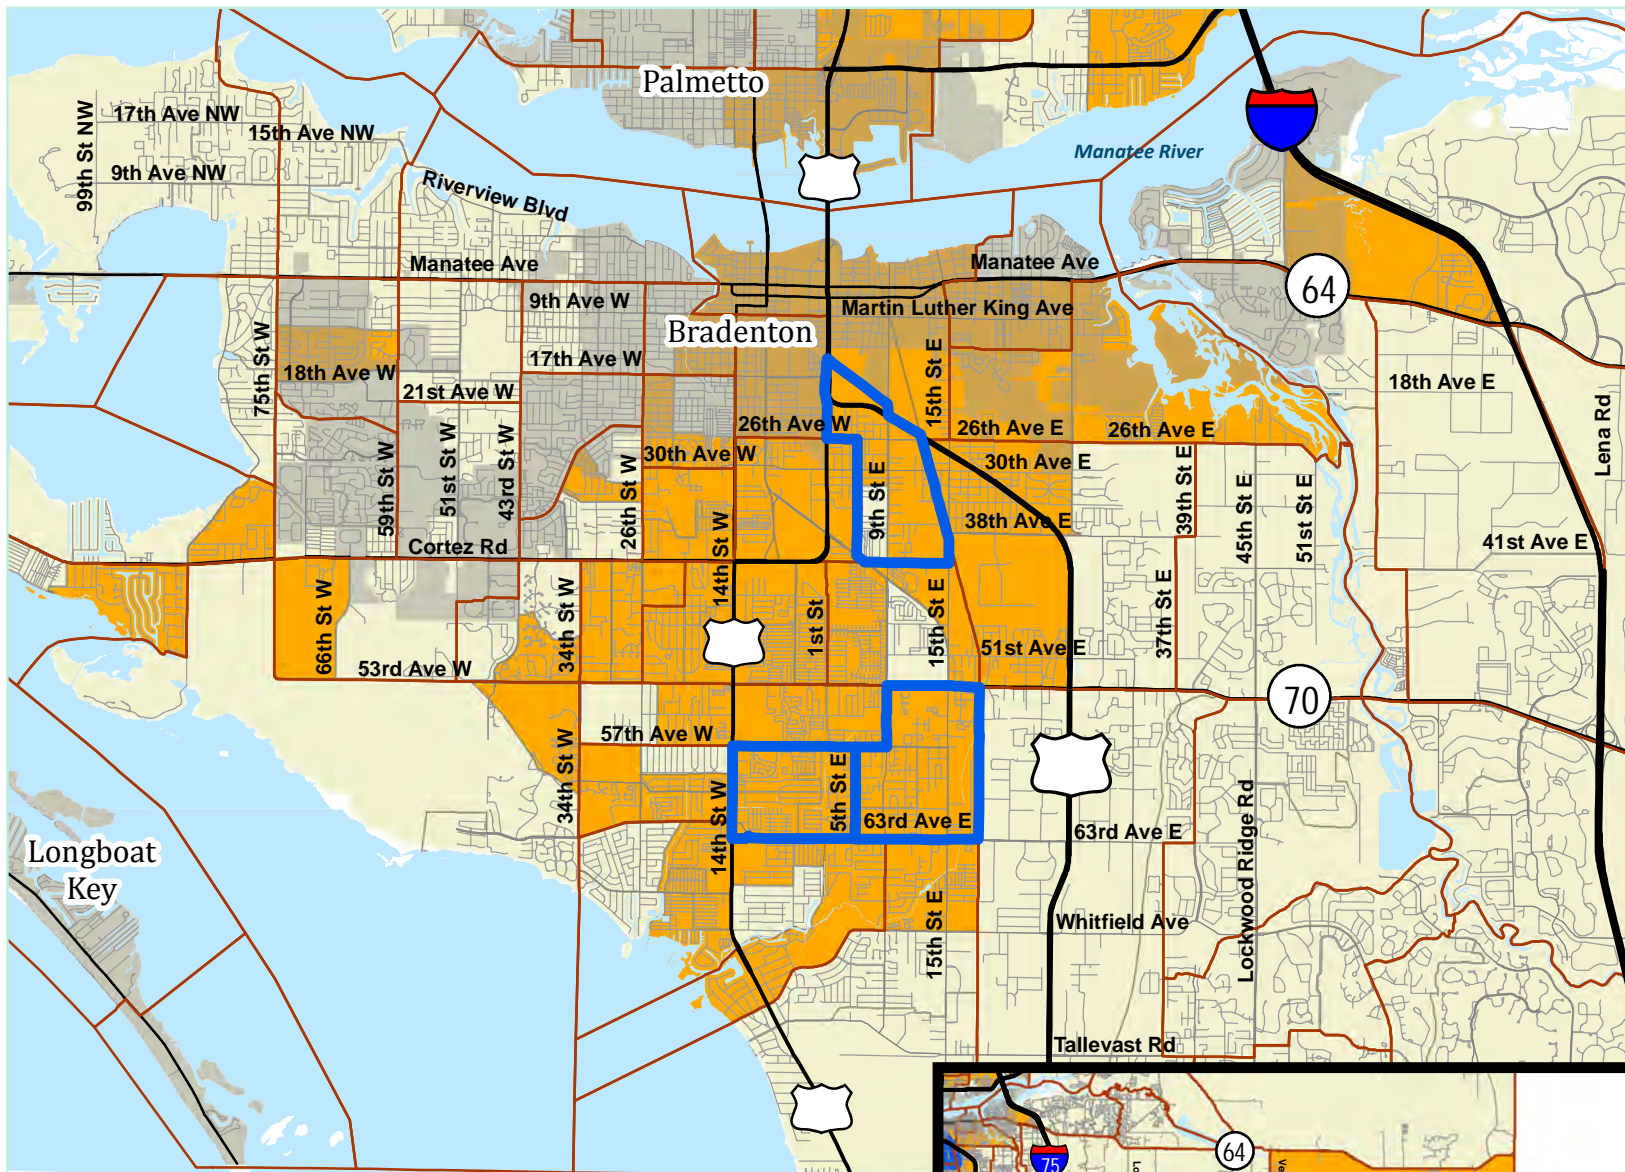 Palmetto
17th Ave NW
15th Ave NW
99th St NW
9th Ave NW
Manatee River
Riverview Blvd
Manatee Ave
Manatee Ave
64
9th Ave W
Martin Luther King Ave
Bradenton
75th St W
17th Ave W
18th Ave W
15th St E
18th Ave E
21st Ave W
26th Ave W
26th Ave E
26th Ave E
Lena Rd
59th St W
51st St W
43rd St W
30th Ave W
30th Ave E
26th St W
9th St E
39th St E
45th St E
51st St E
38th Ave E
Cortez Rd
14th St W
41st Ave E
66th St W
34th St W
1st St
15th St E
37th St E
51st Ave E
53rd Ave W
70
57th Ave W
34th St W
14th St W
5th St E
63rd Ave E
63rd Ave E
Lockwood Ridge Rd
Longboat
Key
15th St E
Whitfield Ave
Tallevast Rd
64
75
Lo
Ve